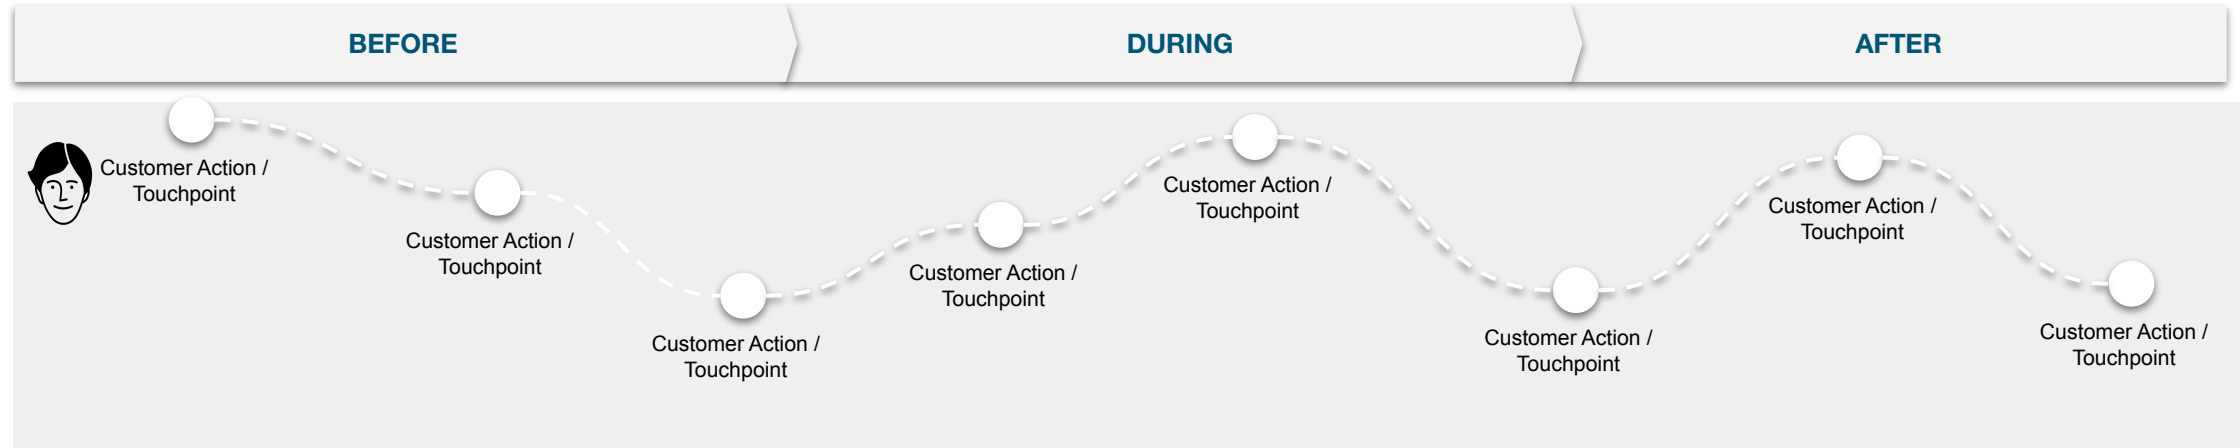 BEFORE
DURING
AFTER
Customer Action /
Touchpoint
Customer Action /
Touchpoint
Customer Action /
Touchpoint
Customer Action /
Touchpoint
Customer Action /
Touchpoint
Customer Action /
Touchpoint
Customer Action /
Touchpoint
Customer Action /
Touchpoint